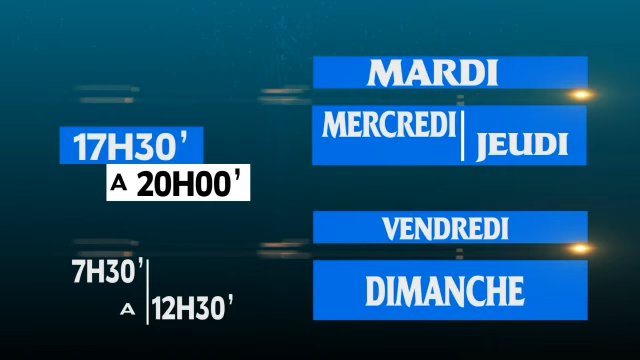 MARDI
MERCREDI
JEUDI
17H30'
A 20H00'
VENDREDI
DIMANCHE
7H30'
A 12H30'